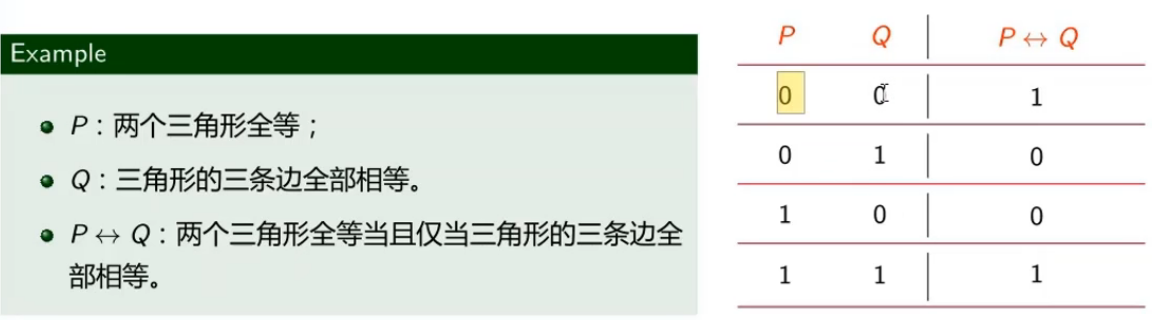 Example
P：两个三角形全等；
Q：三角形的三条边全部相等。
P ↔ Q：两个三角形全等当且仅当三角形的三条边全
部相等。
P Q P ↔ Q
0 0 1
0 1 0
1 0 0
1 1 1